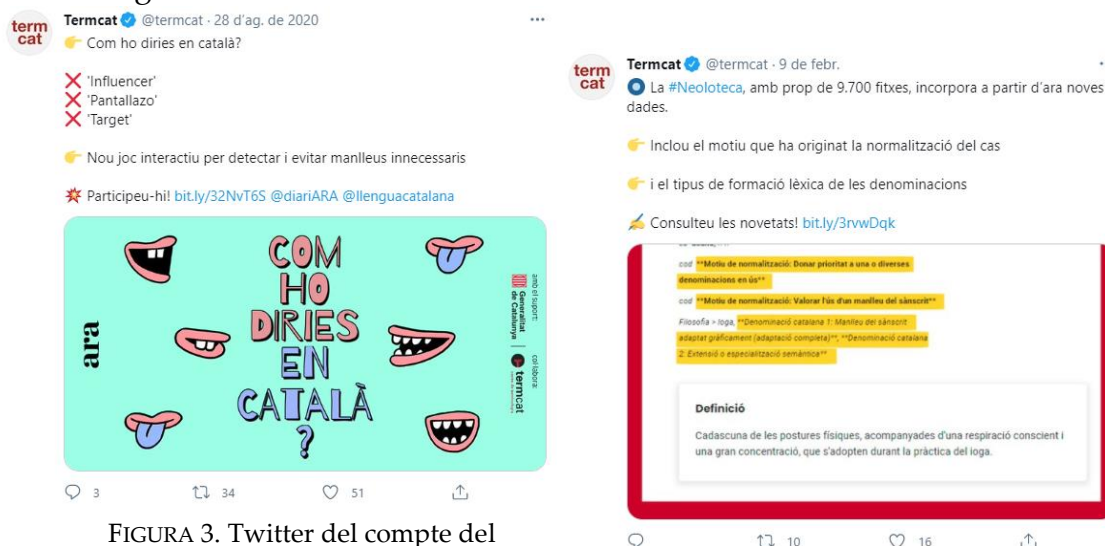 term
cat
Termcat @termcat · 28 d'ag. de 2020
Com ho diries en català?
'Influencer'
'Pantallazo'
'Target'
Nou joc interactiu per detectar i evitar manlleus innecessaris
Participeu-hi! bit.ly/32NvT6S @diariARA @llenguacatalana
ara
COM
HO
DIRIES
EN
CATALÀ
?
amb el suport:
Generalitat
de Catalunya
col·labora:
termcat
3 34 51
FIGURA 3. Twitter del compte del
term
cat
Termcat @termcat · 9 de febr.
La #Neoloteca, amb prop de 9.700 fitxes, incorpora a partir d'ara noves
dades.
Inclou el motiu que ha originat la normalització del cas
i el tipus de formació lèxica de les denominacions
Consulteu les novetats! bit.ly/3rvwDqk
cod **Motiu de normalització: Donar prioritat a una o diverses
denominacions en ús**
cod **Motiu de normalització: Valorar l'ús d'un manlleu del sànscrit**
Filosofia > Ioga, **Denominació catalana 1: Manlleu del sànscrit
adaptat gràficament (adaptació completa)**, **Denominació catalana
2: Extensió o especialització semàntica**
Definició
Cadascuna de les postures físiques, acompanyades d'una respiració conscient i
una gran concentració, que s'adopten durant la pràctica del ioga.
10 16